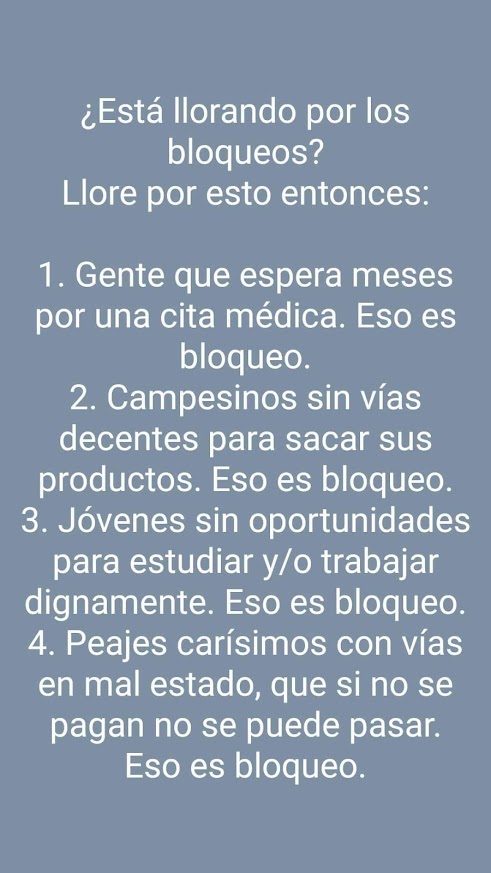 ¿Está llorando por los
bloqueos?
Llore por esto entonces:
1. Gente que espera meses
por una cita médica. Eso es
bloqueo.
2. Campesinos sin vías
decentes para sacar sus
productos. Eso es bloqueo.
3. Jóvenes sin oportunidades
para estudiar y/o trabajar
dignamente. Eso es bloqueo.
4. Peajes carísimos con vías
en mal estado, que si no se
pagan no se puede pasar.
Eso es bloqueo.